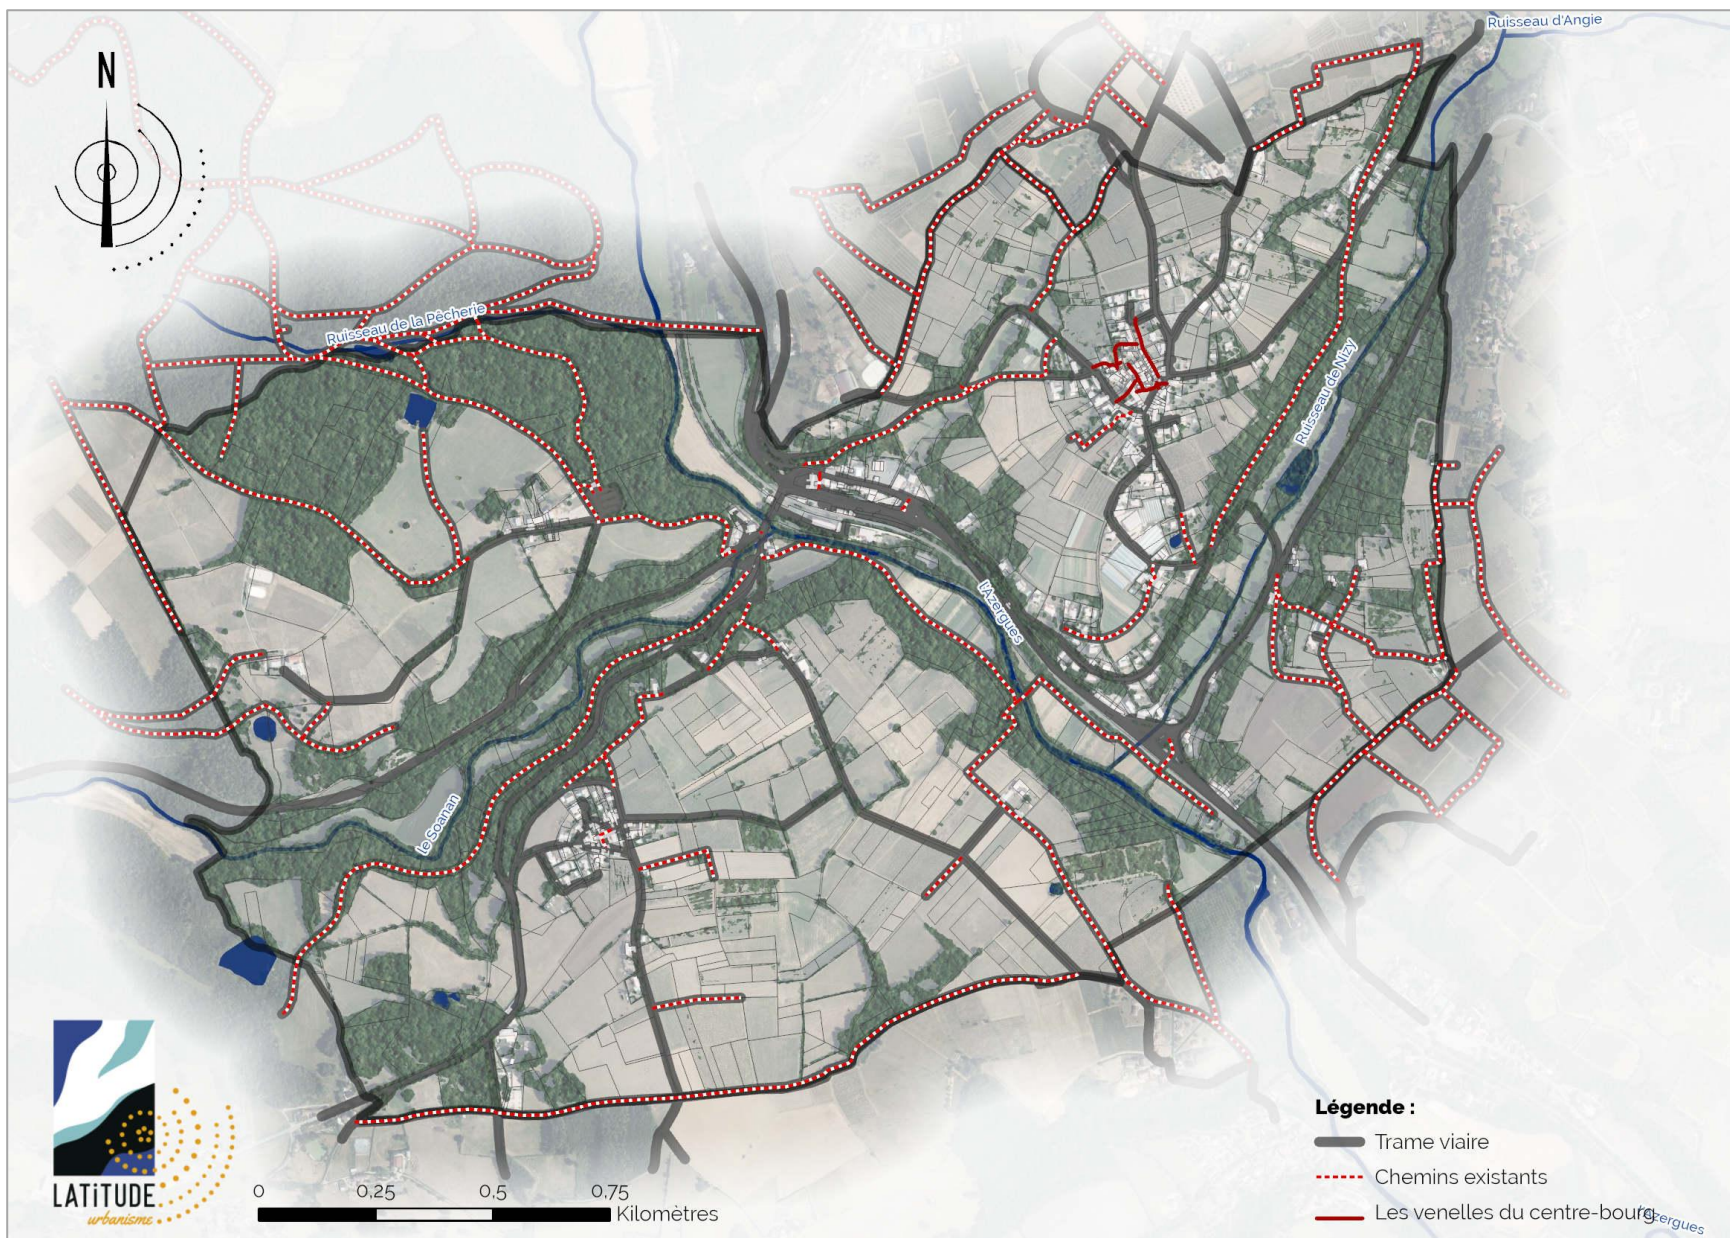 Ruisseau d'Angie
N
Ruisseau de la Pêcherie
Ruisseau de Nizy
l'Azergues
le Soanan
LATITUDE
urbanisme
0 0,25 0,5 0,75
Kilomètres
Légende :
Trame viaire
Chemins existants
Les venelles du centre-bourg
l'Azergues